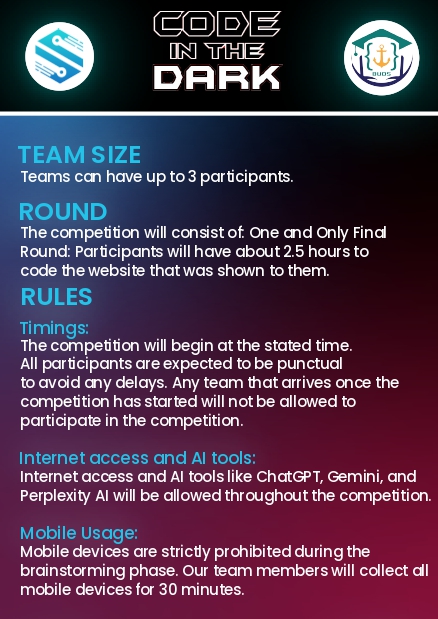 CODE
IN THE
DARK
BUDS
TEAM SIZE
Teams can have up to 3 participants.
ROUND
The competition will consist of: One and Only Final
Round: Participants will have about 2.5 hours to
code the website that was shown to them.
RULES
Timings:
The competition will begin at the stated time.
All participants are expected to be punctual
to avoid any delays. Any team that arrives once the
competition has started will not be allowed to
participate in the competition.
Internet access and AI tools:
Internet access and AI tools like ChatGPT, Gemini, and
Perplexity AI will be allowed throughout the competition.
Mobile Usage:
Mobile devices are strictly prohibited during the
brainstorming phase. Our team members will collect all
mobile devices for 30 minutes.